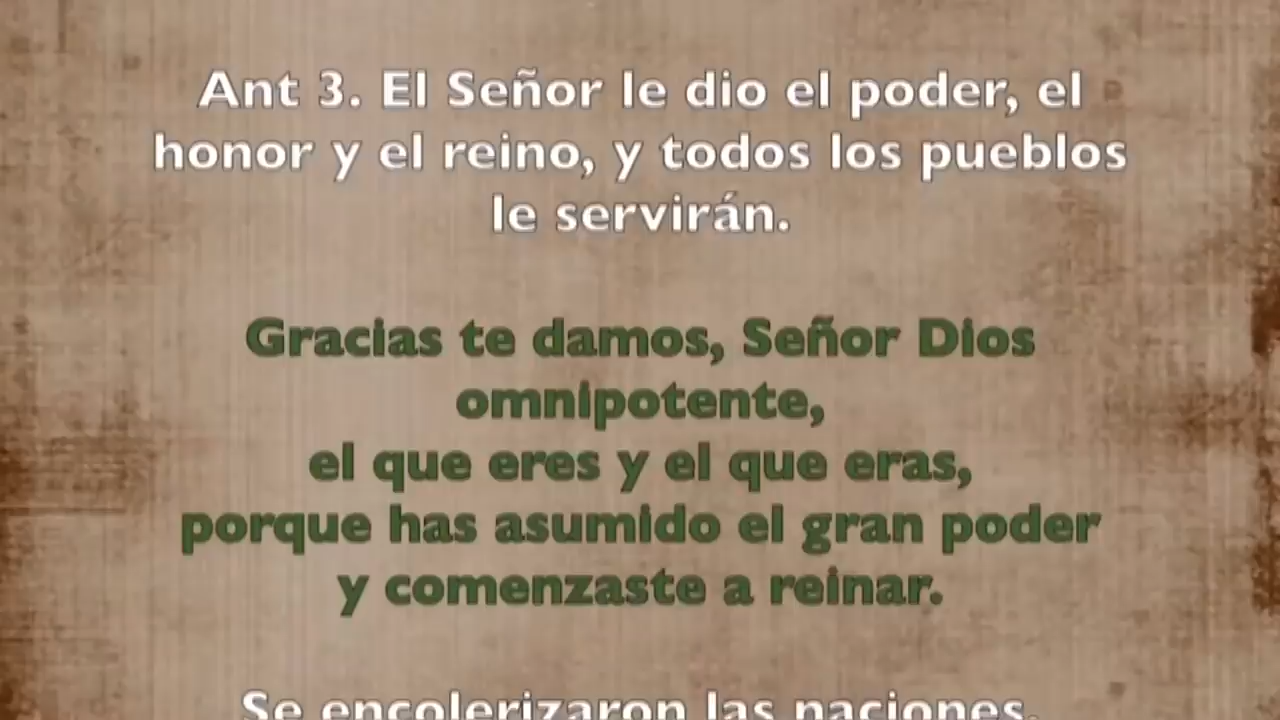 Ant 3. El Señor le dio el poder, el
honor y el reino, y todos los pueblos
le servirán.
Gracias te damos, Señor Dios
omnipotente,
el que eres y el que eras,
porque has asumido el gran poder
y comenzaste a reinar.
Se encolerizaron las naciones,